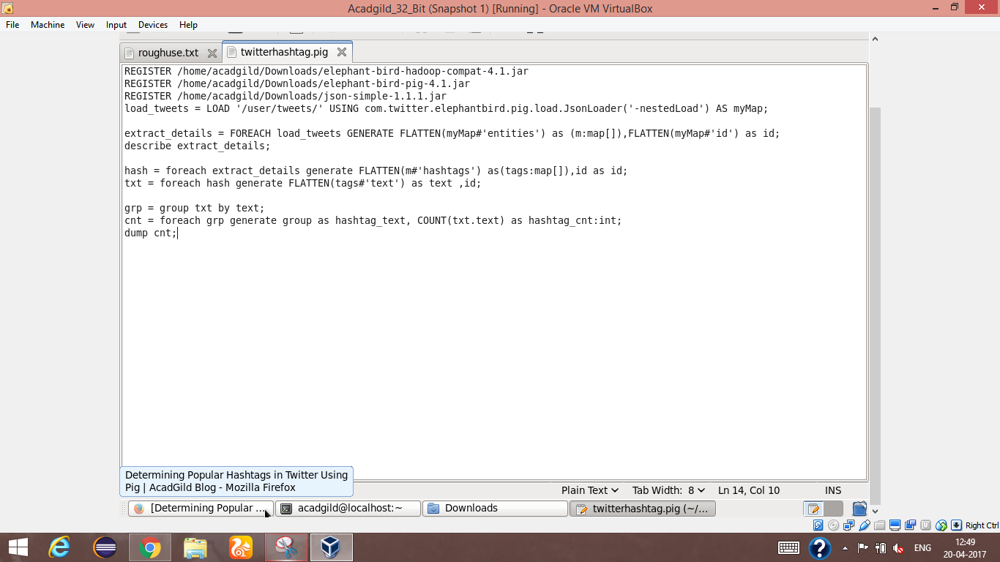 Acadgild_32_Bit (Snapshot 1) [Running] - Oracle VM VirtualBox
File Machine View Input Devices Help
roughuse.txt twitterhashtag.pig
REGISTER /home/acadgild/Downloads/elephant-bird-hadoop-compat-4.1.jar
REGISTER /home/acadgild/Downloads/elephant-bird-pig-4.1.jar
REGISTER /home/acadgild/Downloads/json-simple-1.1.1.jar
load_tweets = LOAD '/user/tweets/' USING com.twitter.elephantbird.pig.load.JsonLoader('-nestedLoad') AS myMap;
extract_details = FOREACH load_tweets GENERATE FLATTEN(myMap#'entities') as (m:map[]),FLATTEN(myMap#'id') as id;
describe extract_details;
hash = foreach extract_details generate FLATTEN(m#'hashtags') as(tags:map[]),id as id;
txt = foreach hash generate FLATTEN(tags#'text') as text ,id;
grp = group txt by text;
cnt = foreach grp generate group as hashtag_text, COUNT(txt.text) as hashtag_cnt:int;
dump cnt;
Determining Popular Hashtags in Twitter Using
Pig | AcadGild Blog - Mozilla Firefox
Plain Text Tab Width: 8 Ln 14, Col 10 INS
[Determining Popular ... acadgild@localhost:~ Downloads twitterhashtag.pig (~/...
Right Ctrl
ENG 12:49
20-04-2017